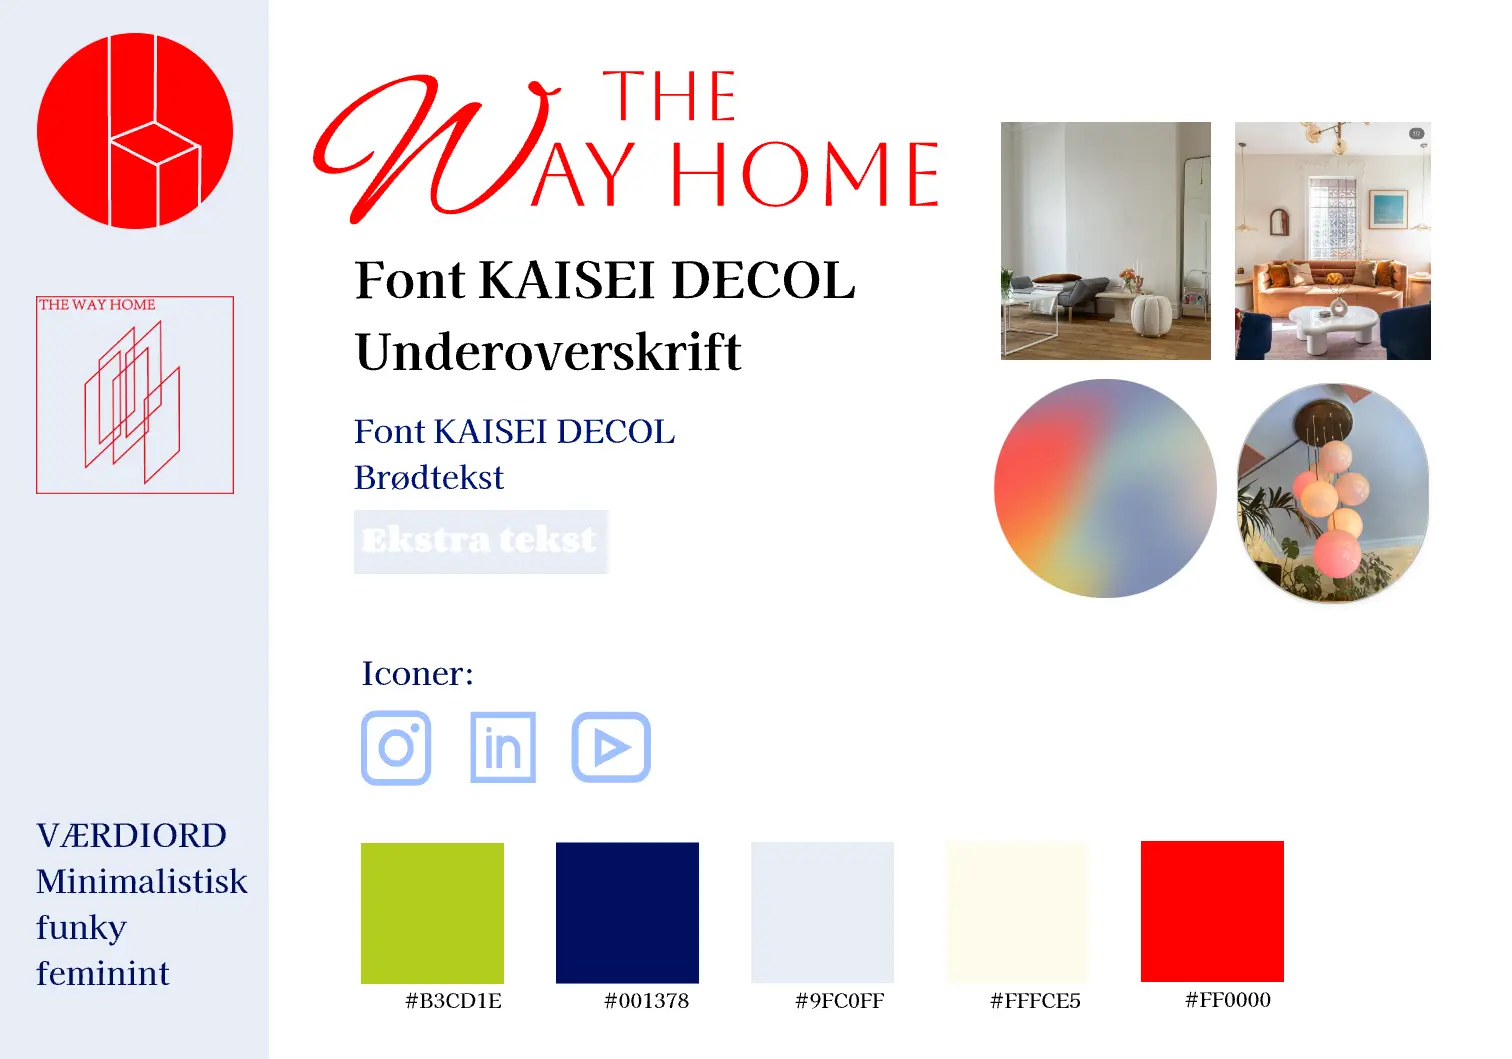 THE
WAY HOME
Font KAISEI DECOL
Underoverskrift
Font KAISEI DECOL
Brødtekst
Ekstra tekst
Iconer:
in
THE WAY HOME
VÆRDIORD
Minimalistisk
funky
feminint
#B3CD1E
#001378
#9FC0FF
#FFFCE5
#FF0000